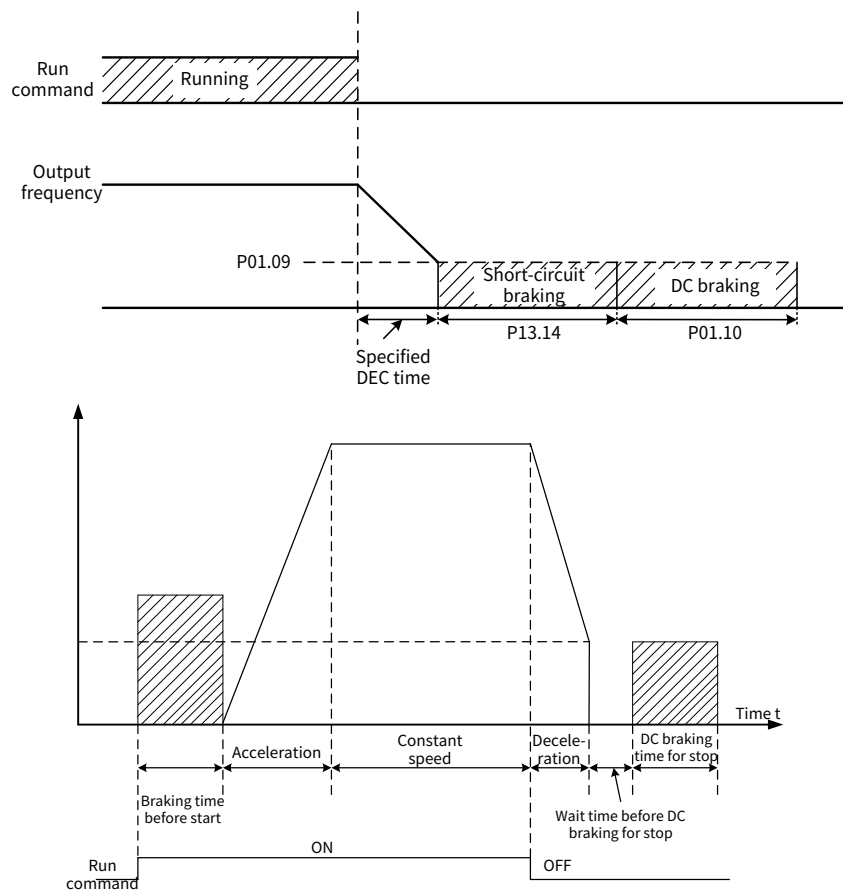 Run
command
Running
Output
frequency
P01.09
Short-circuit
braking
DC braking
P13.14
P01.10
Specified
DEC time
Time t
Acceleration
Constant
speed
Decele-
ration
DC braking
time for stop
Braking time
before start
Wait time before DC
braking for stop
ON
OFF
Run
command